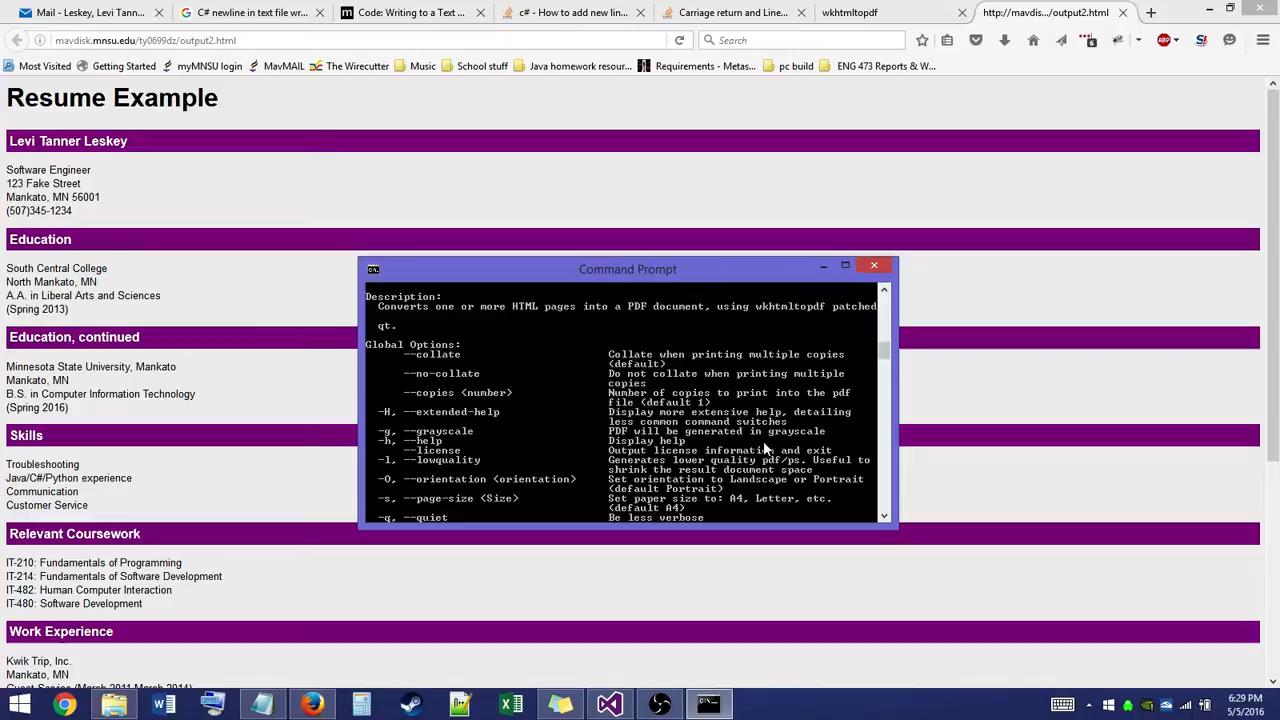 Mail - Leskey, Levi Tann...
C# newline in text file wr...
Code: Writing to a Text ...
c# - How to add new lin...
Carriage return and Line...
wkhtmltopdf
http://mavdis.../output2.html
mavdisk.mnsu.edu/ty0699dz/output2.html
Search
6
ABP
Most Visited
Getting Started
myMNSU login
MavMAIL
The Wirecutter
Music
School stuff
Java homework resour...
Requirements - Metas...
pc build
ENG 473 Reports & W...
Resume Example
Levi Tanner Leskey
Software Engineer
123 Fake Street
Mankato, MN 56001
(507)345-1234
Education
South Central College
North Mankato, MN
A.A. in Liberal Arts and Sciences
(Spring 2013)
Education, continued
Minnesota State University, Mankato
Mankato, MN
B.S. in Computer Information Technology
(Spring 2016)
Skills
Troubleshooting
Java/C#/Python experience
Communication
Customer Service
Relevant Coursework
IT-210: Fundamentals of Programming
IT-214: Fundamentals of Software Development
IT-482: Human Computer Interaction
IT-480: Software Development
Work Experience
Kwik Trip, Inc.
Mankato, MN
Guest Service (March 2011-March 2014)
Command Prompt
Description:
Converts one or more HTML pages into a PDF document, using wkhtmltopdf patched
qt.
Global Options:
--collate Collate when printing multiple copies
(default)
--no-collate Do not collate when printing multiple
copies
--copies <number> Number of copies to print into the pdf
file (default 1)
-H, --extended-help Display more extensive help, detailing
less common command switches
-g, --grayscale PDF will be generated in grayscale
-h, --help Display help
--license Output license information and exit
-l, --lowquality Generates lower quality pdf/ps. Useful to
shrink the result document space
-O, --orientation <orientation> Set orientation to Landscape or Portrait
(default Portrait)
-s, --page-size <Size> Set paper size to: A4, Letter, etc.
(default A4)
-q, --quiet Be less verbose
6:29 PM
5/5/2016